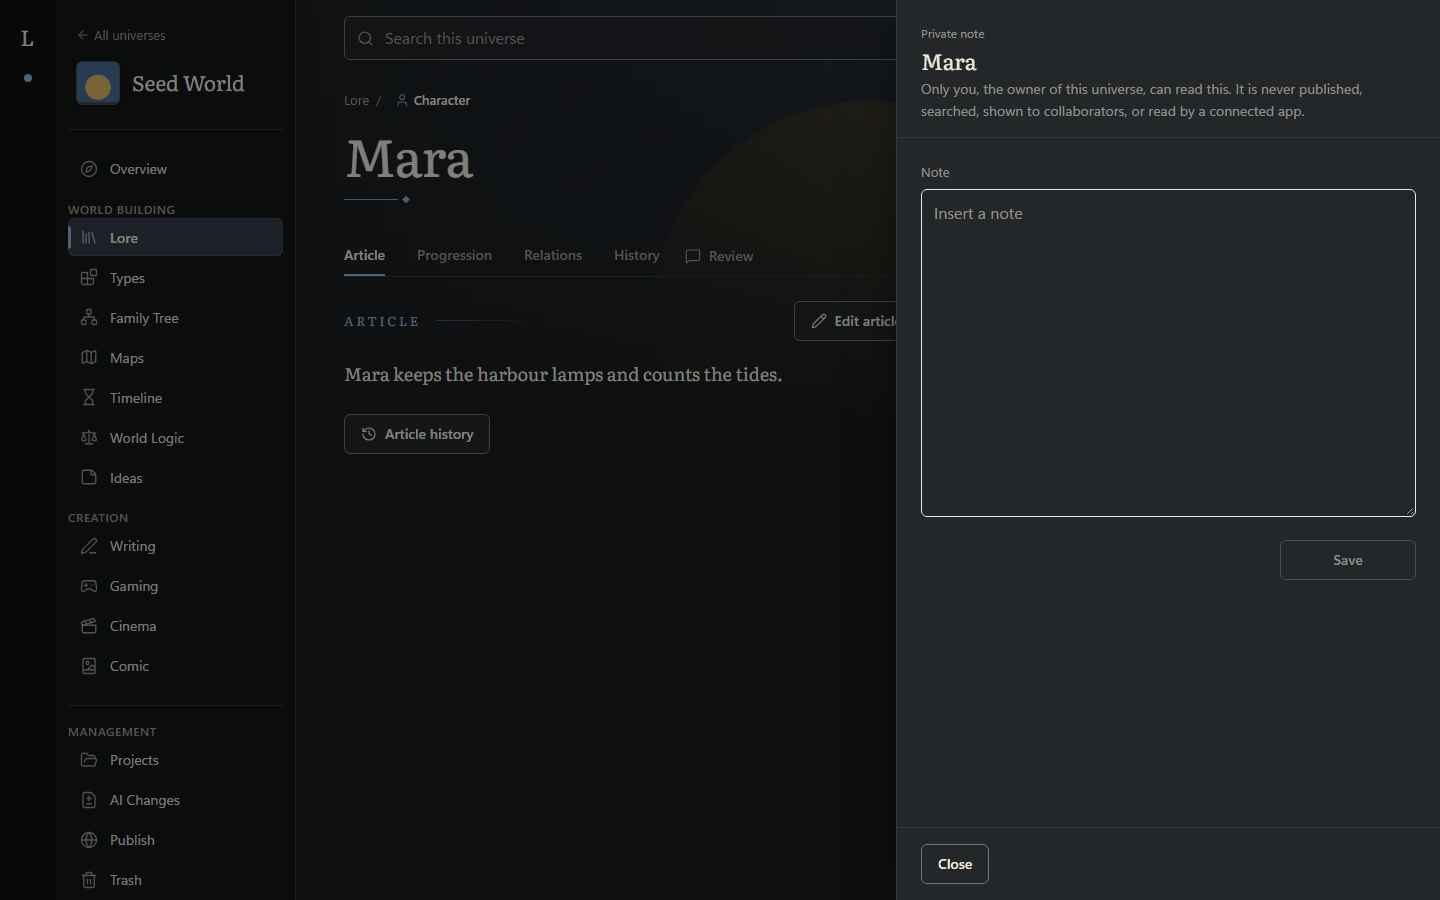 L
All universes
Seed World
Overview
WORLD BUILDING
Lore
Types
Family Tree
Maps
Timeline
World Logic
Ideas
CREATION
Writing
Gaming
Cinema
Comic
MANAGEMENT
Projects
AI Changes
Publish
Trash
Search this universe
Lore / Character
Mara
Article Progression Relations History Review
ARTICLE
Edit article
Mara keeps the harbour lamps and counts the tides.
Article history
Private note
Mara
Only you, the owner of this universe, can read this. It is never published,
searched, shown to collaborators, or read by a connected app.
Note
Insert a note
Save
Close